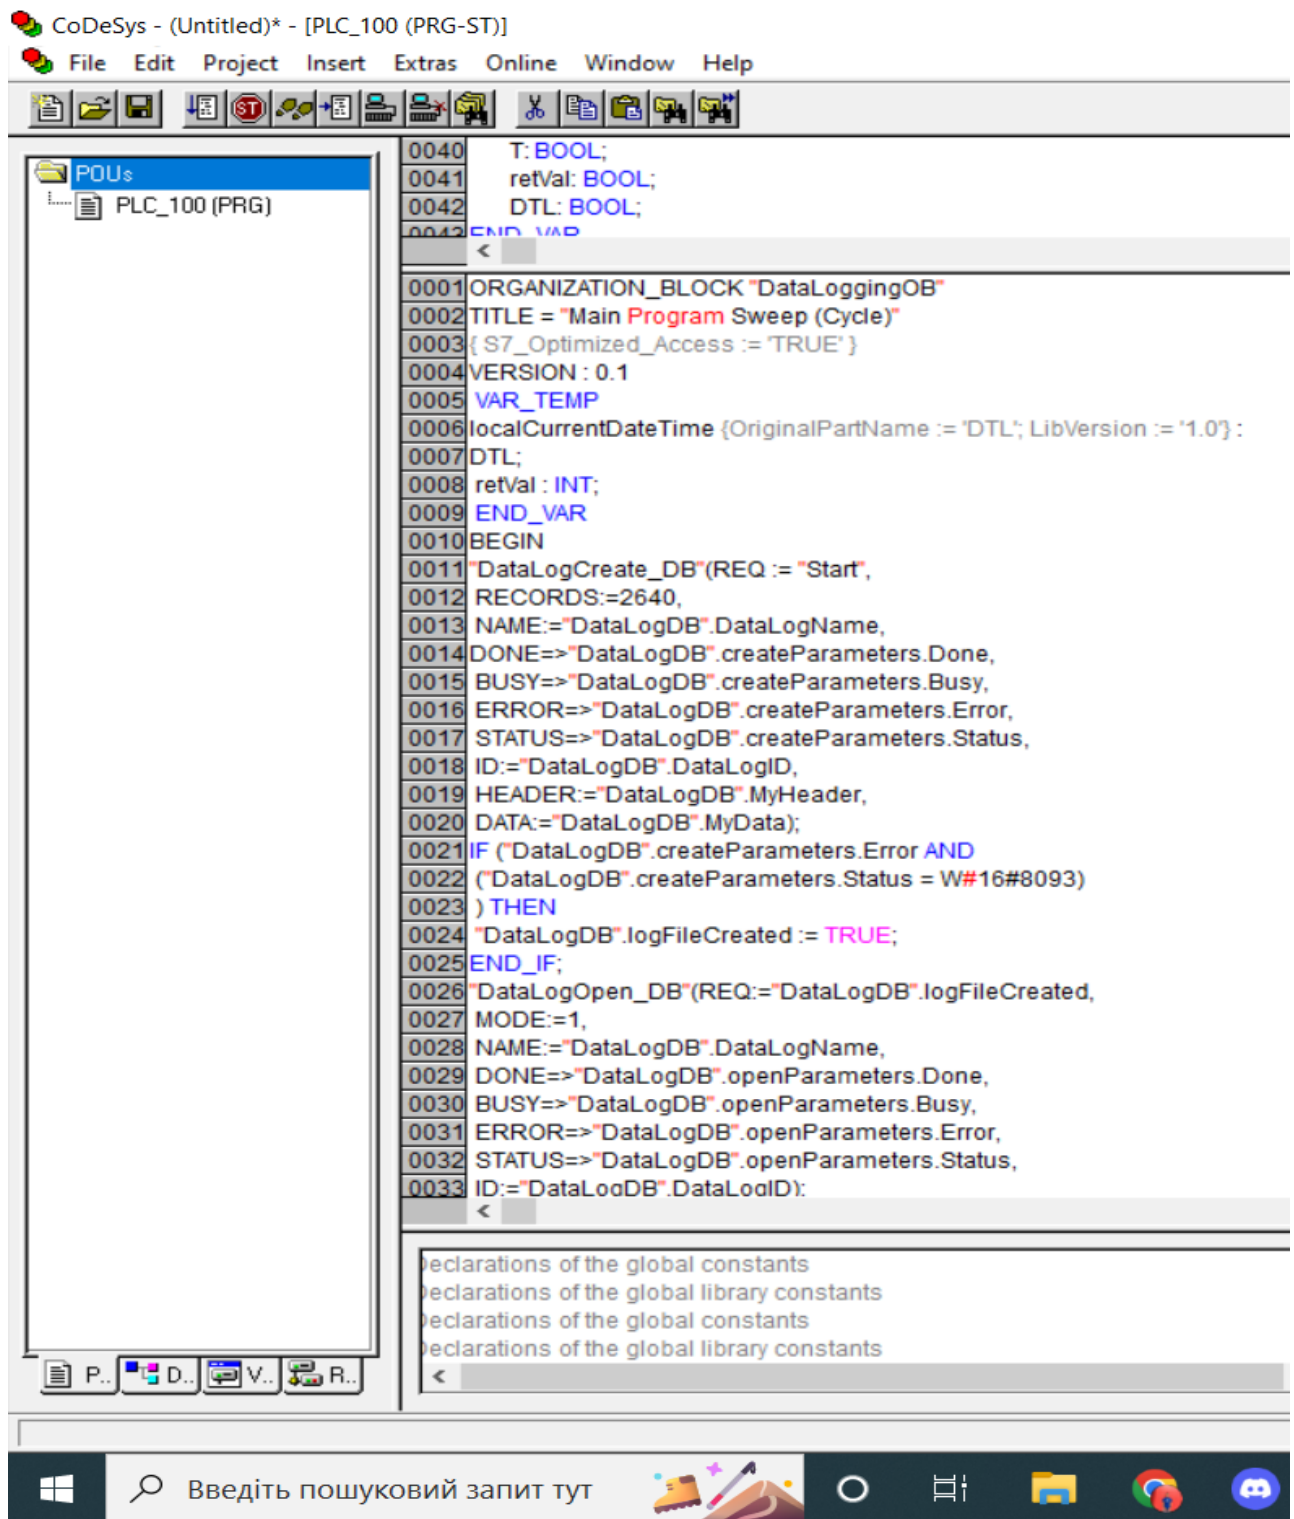 CoDeSys - (Untitled)* - [PLC_100 (PRG-ST)]
File Edit Project Insert Extras Online Window Help
ST
POUs
PLC_100 (PRG)
0040 T: BOOL;
0041 retVal: BOOL;
0042 DTL: BOOL;
0043 END_VAR
0001 ORGANIZATION_BLOCK "DataLoggingOB"
0002 TITLE = "Main Program Sweep (Cycle)"
0003 { S7_Optimized_Access := 'TRUE' }
0004 VERSION : 0.1
0005 VAR_TEMP
0006 localCurrentDateTime {OriginalPartName := 'DTL'; LibVersion := '1.0'} :
0007 DTL;
0008 retVal : INT;
0009 END_VAR
0010 BEGIN
0011 "DataLogCreate_DB"(REQ := "Start",
0012 RECORDS:=2640,
0013 NAME:="DataLogDB".DataLogName,
0014 DONE=>"DataLogDB".createParameters.Done,
0015 BUSY=>"DataLogDB".createParameters.Busy,
0016 ERROR=>"DataLogDB".createParameters.Error,
0017 STATUS=>"DataLogDB".createParameters.Status,
0018 ID:="DataLogDB".DataLogID,
0019 HEADER:="DataLogDB".MyHeader,
0020 DATA:="DataLogDB".MyData);
0021 IF ("DataLogDB".createParameters.Error AND
0022 ("DataLogDB".createParameters.Status = W#16#8093)
0023 ) THEN
0024 "DataLogDB".logFileCreated := TRUE;
0025 END_IF;
0026 "DataLogOpen_DB"(REQ:="DataLogDB".logFileCreated,
0027 MODE:=1,
0028 NAME:="DataLogDB".DataLogName,
0029 DONE=>"DataLogDB".openParameters.Done,
0030 BUSY=>"DataLogDB".openParameters.Busy,
0031 ERROR=>"DataLogDB".openParameters.Error,
0032 STATUS=>"DataLogDB".openParameters.Status,
0033 ID:="DataLogDB".DataLogID);
Declarations of the global constants
Declarations of the global library constants
Declarations of the global constants
Declarations of the global library constants
P.. D.. V.. R..
Введіть пошуковий запит тут